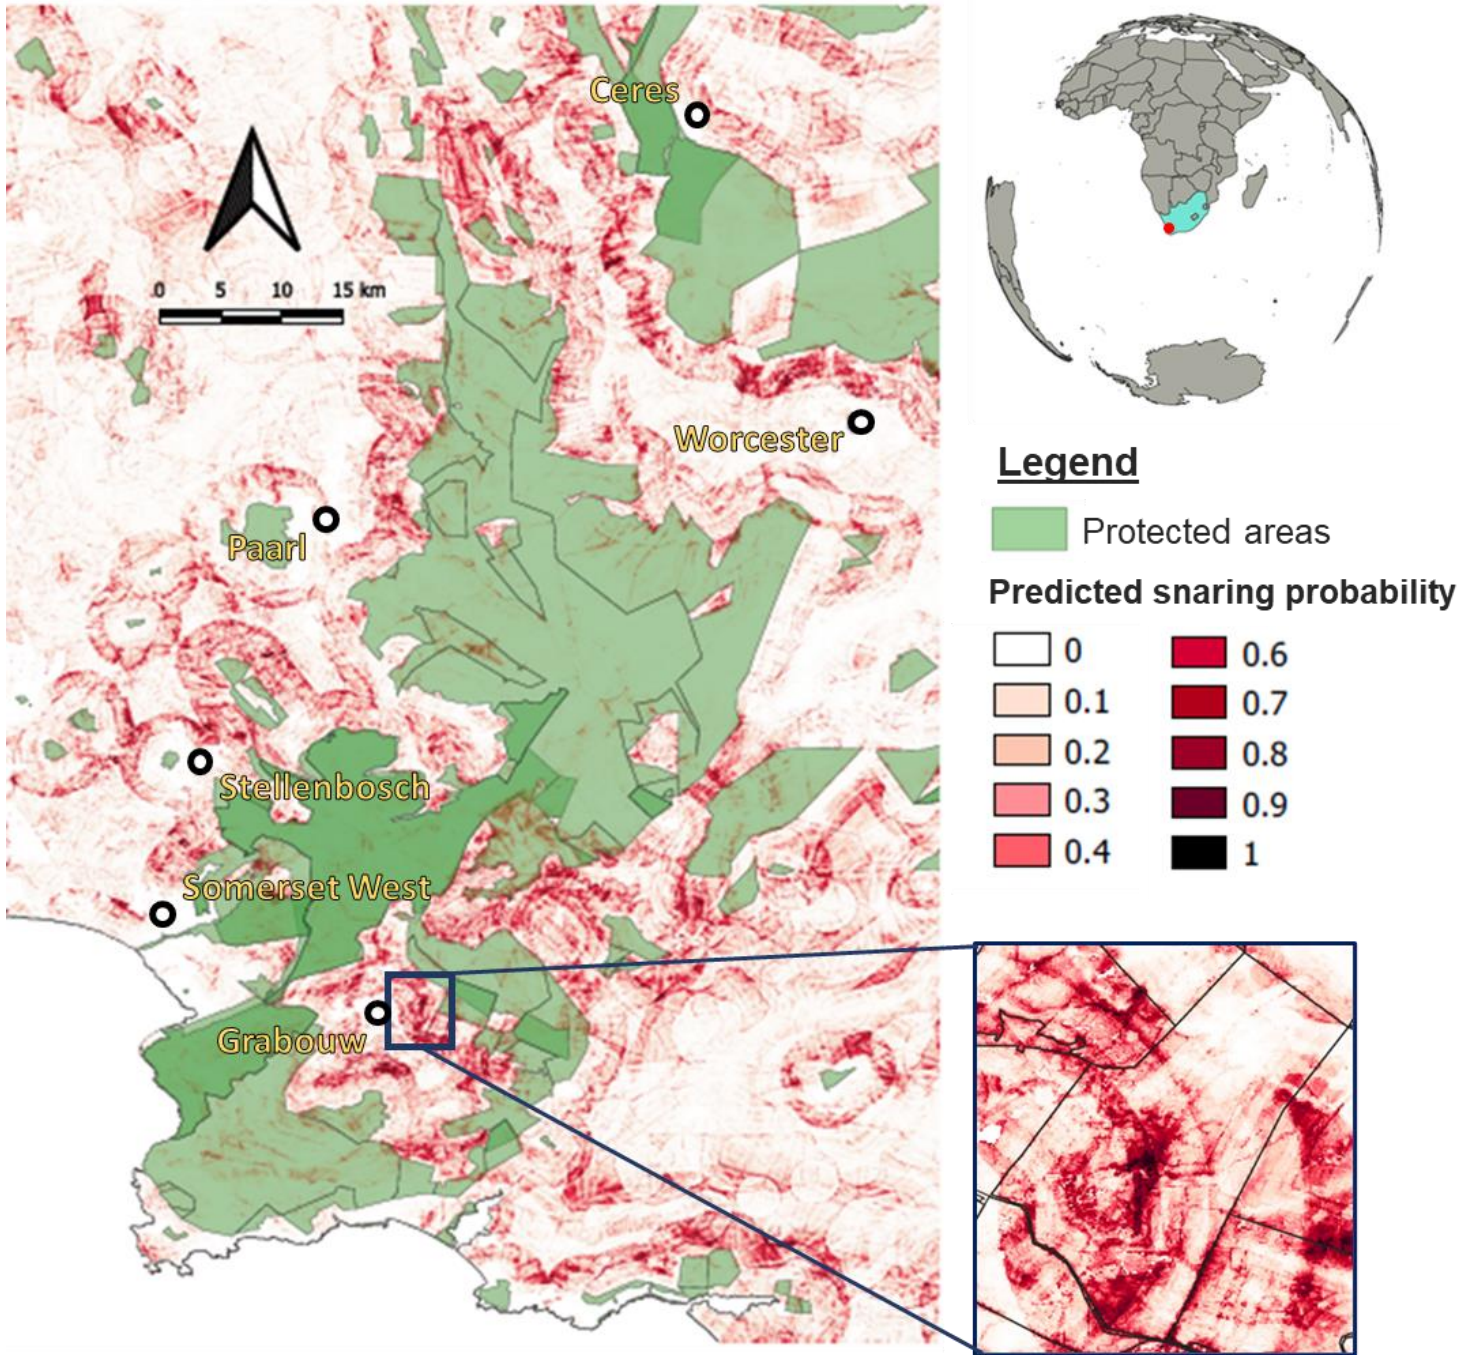 Ceres
0 5 10 15 km
Worcester
Paarl
Stellenbosch
Somerset West
Grabouw
Legend
Protected areas
Predicted snaring probability
0 0.6
0.1 0.7
0.2 0.8
0.3 0.9
0.4 1